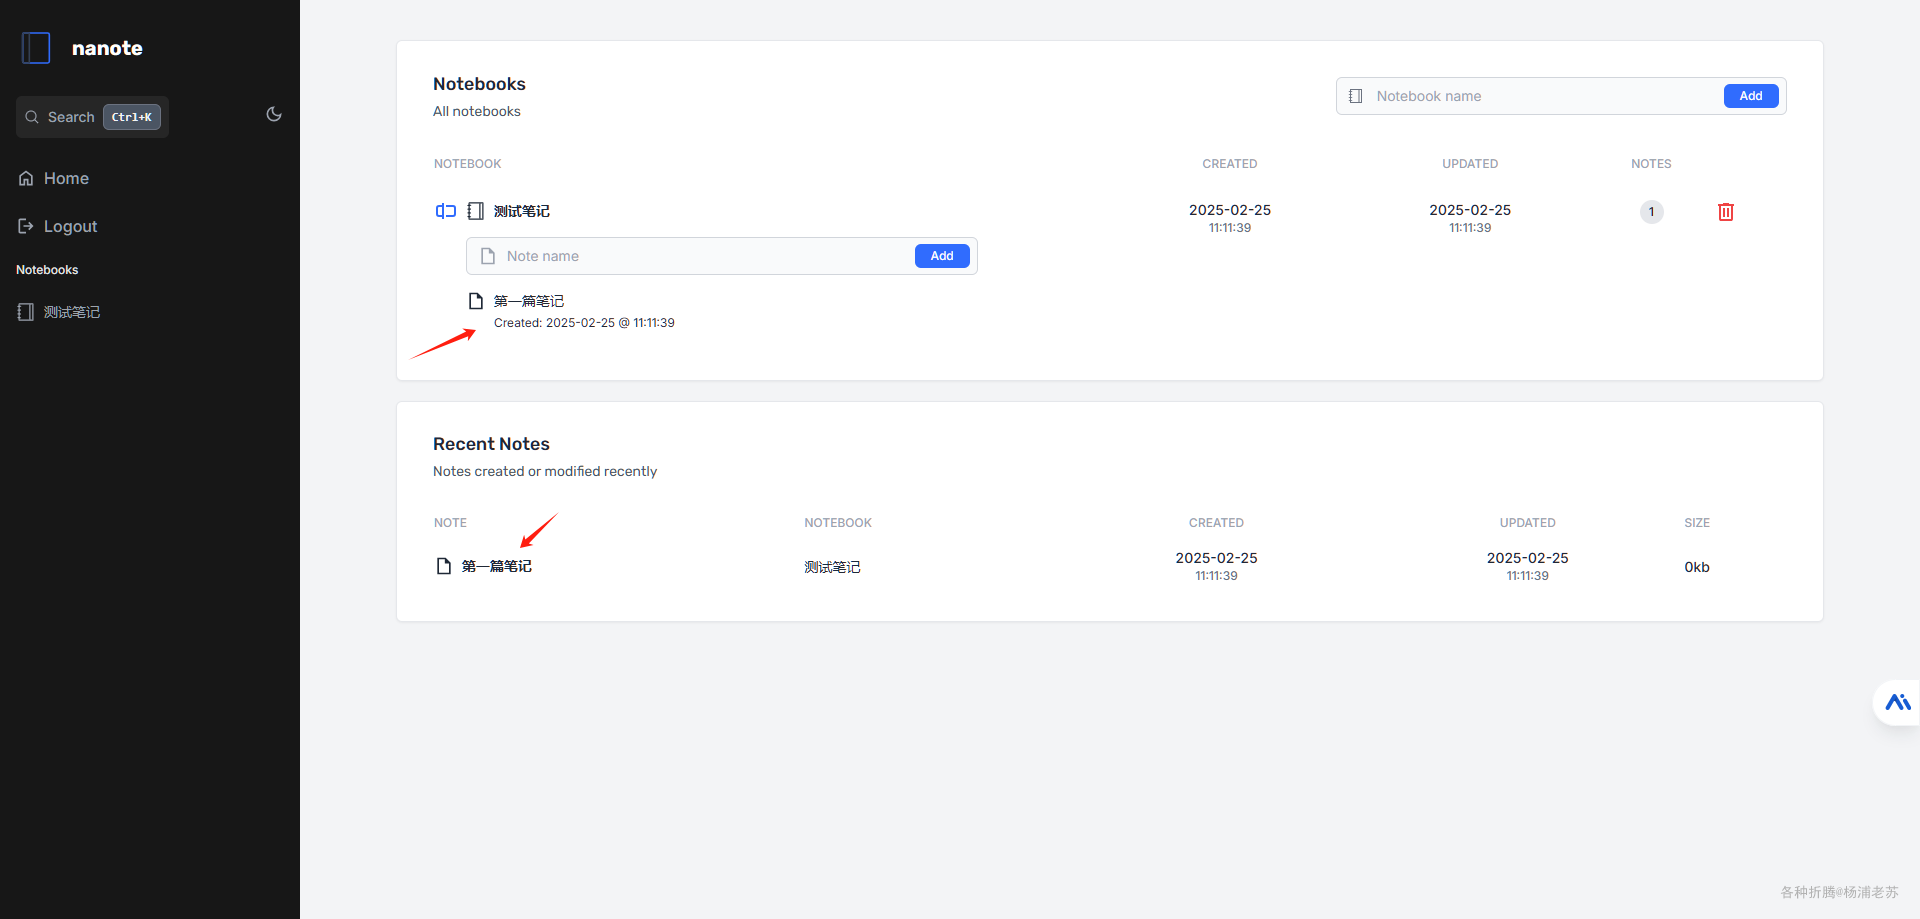 nanote
Search Ctrl+K
Home
Logout
Notebooks
测试笔记
Notebooks
All notebooks
Notebook name Add
NOTEBOOK CREATED UPDATED NOTES
测试笔记 2025-02-25 11:11:39 2025-02-25 11:11:39 1
Note name Add
第一篇笔记
Created: 2025-02-25 @ 11:11:39
Recent Notes
Notes created or modified recently
NOTE NOTEBOOK CREATED UPDATED SIZE
第一篇笔记 测试笔记 2025-02-25 11:11:39 2025-02-25 11:11:39 0kb
各种折腾@杨浦老苏